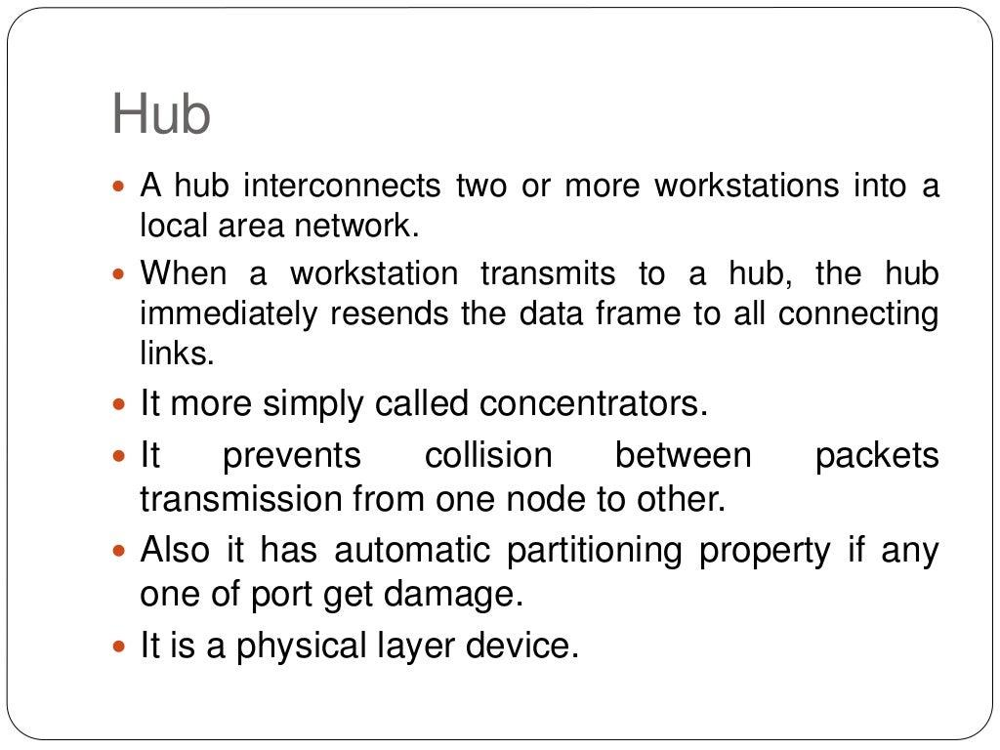 Hub
• A hub interconnects two or more workstations into a
local area network.
• When a workstation transmits to a hub, the hub
immediately resends the data frame to all connecting
links.
• It more simply called concentrators.
• It prevents collision between packets
transmission from one node to other.
• Also it has automatic partitioning property if any
one of port get damage.
• It is a physical layer device.